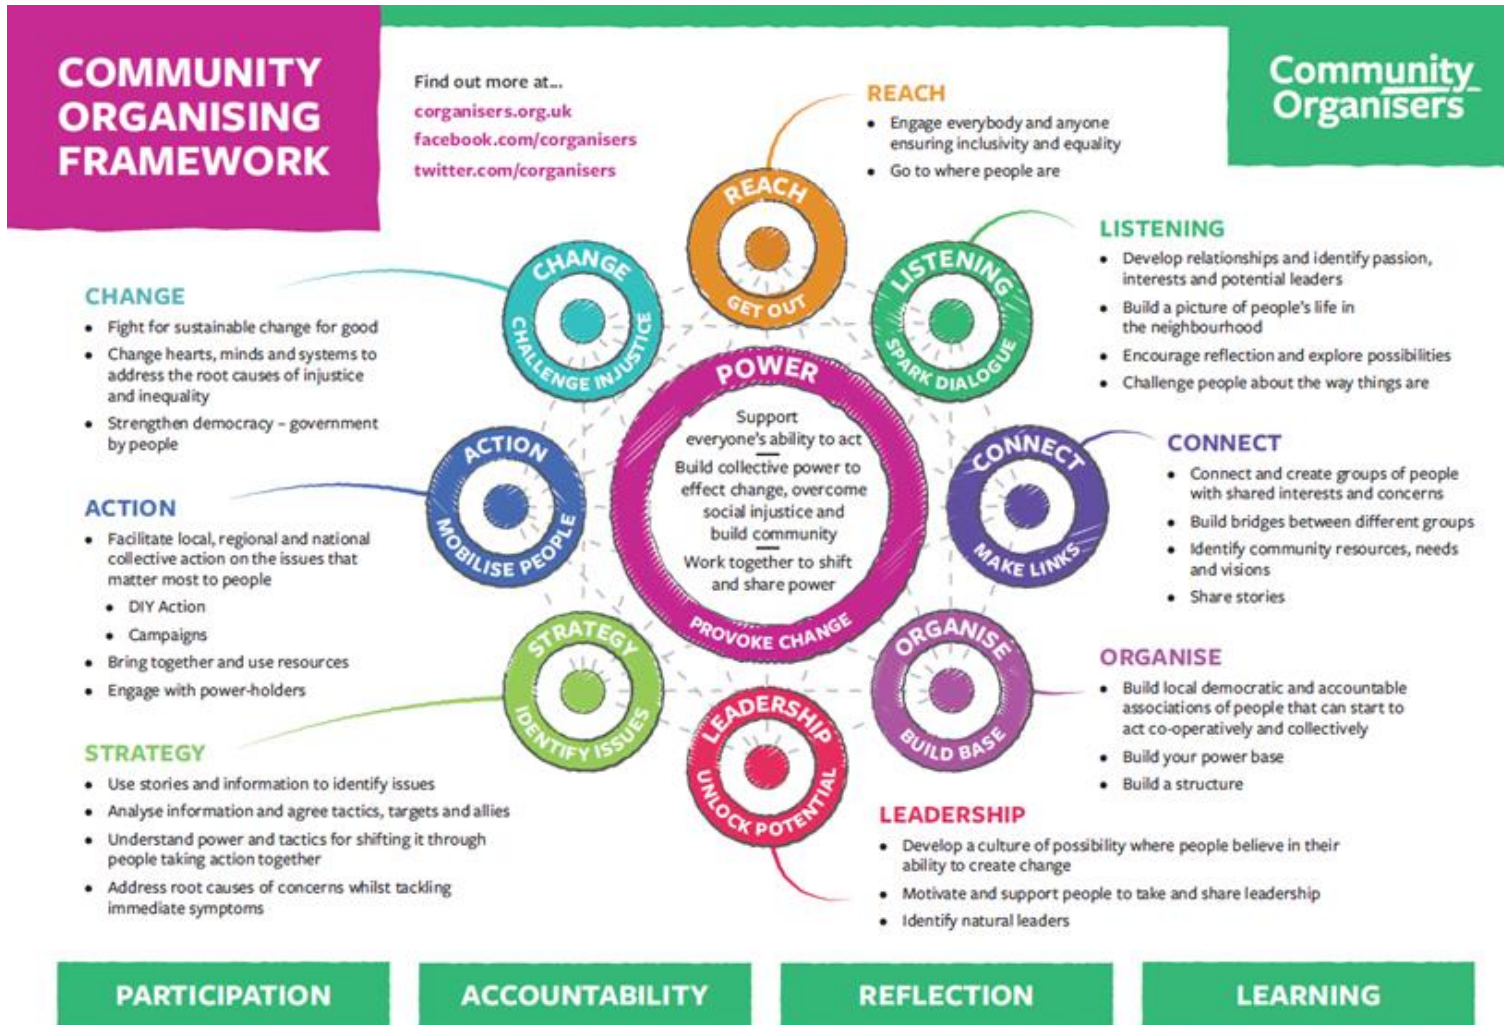 COMMUNITY
ORGANISING
FRAMEWORK
Find out more at...
corganisers.org.uk
facebook.com/corganisers
twitter.com/corganisers
Community
Organisers
REACH
• Engage everybody and anyone
ensuring inclusivity and equality
• Go to where people are
LISTENING
• Develop relationships and identify passion,
interests and potential leaders
• Build a picture of people's life in
the neighbourhood
• Encourage reflection and explore possibilities
• Challenge people about the way things are
CONNECT
• Connect and create groups of people
with shared interests and concerns
• Build bridges between different groups
• Identify community resources, needs
and visions
• Share stories
ORGANISE
• Build local democratic and accountable
associations of people that can start to
act co-operatively and collectively
• Build your power base
• Build a structure
LEADERSHIP
• Develop a culture of possibility where people believe in their
ability to create change
• Motivate and support people to take and share leadership
• Identify natural leaders
STRATEGY
• Use stories and information to identify issues
• Analyse information and agree tactics, targets and allies
• Understand power and tactics for shifting it through
people taking action together
• Address root causes of concerns whilst tackling
immediate symptoms
ACTION
• Facilitate local, regional and national
collective action on the issues that
matter most to people
• DIY Action
• Campaigns
• Bring together and use resources
• Engage with power-holders
CHANGE
• Fight for sustainable change for good
• Change hearts, minds and systems to
address the root causes of injustice
and inequality
• Strengthen democracy – government
by people
REACH
GET OUT
LISTENING
SPARK DIALOGUE
CONNECT
MAKE LINKS
ORGANISE
BUILD BASE
LEADERSHIP
UNLOCK POTENTIAL
STRATEGY
IDENTIFY ISSUES
ACTION
MOBILISE PEOPLE
CHANGE
CHALLENGE INJUSTICE
POWER
Support
everyone's ability to act
Build collective power to
effect change, overcome
social injustice and
build community
Work together to shift
and share power
PROVOKE CHANGE
PARTICIPATION
ACCOUNTABILITY
REFLECTION
LEARNING